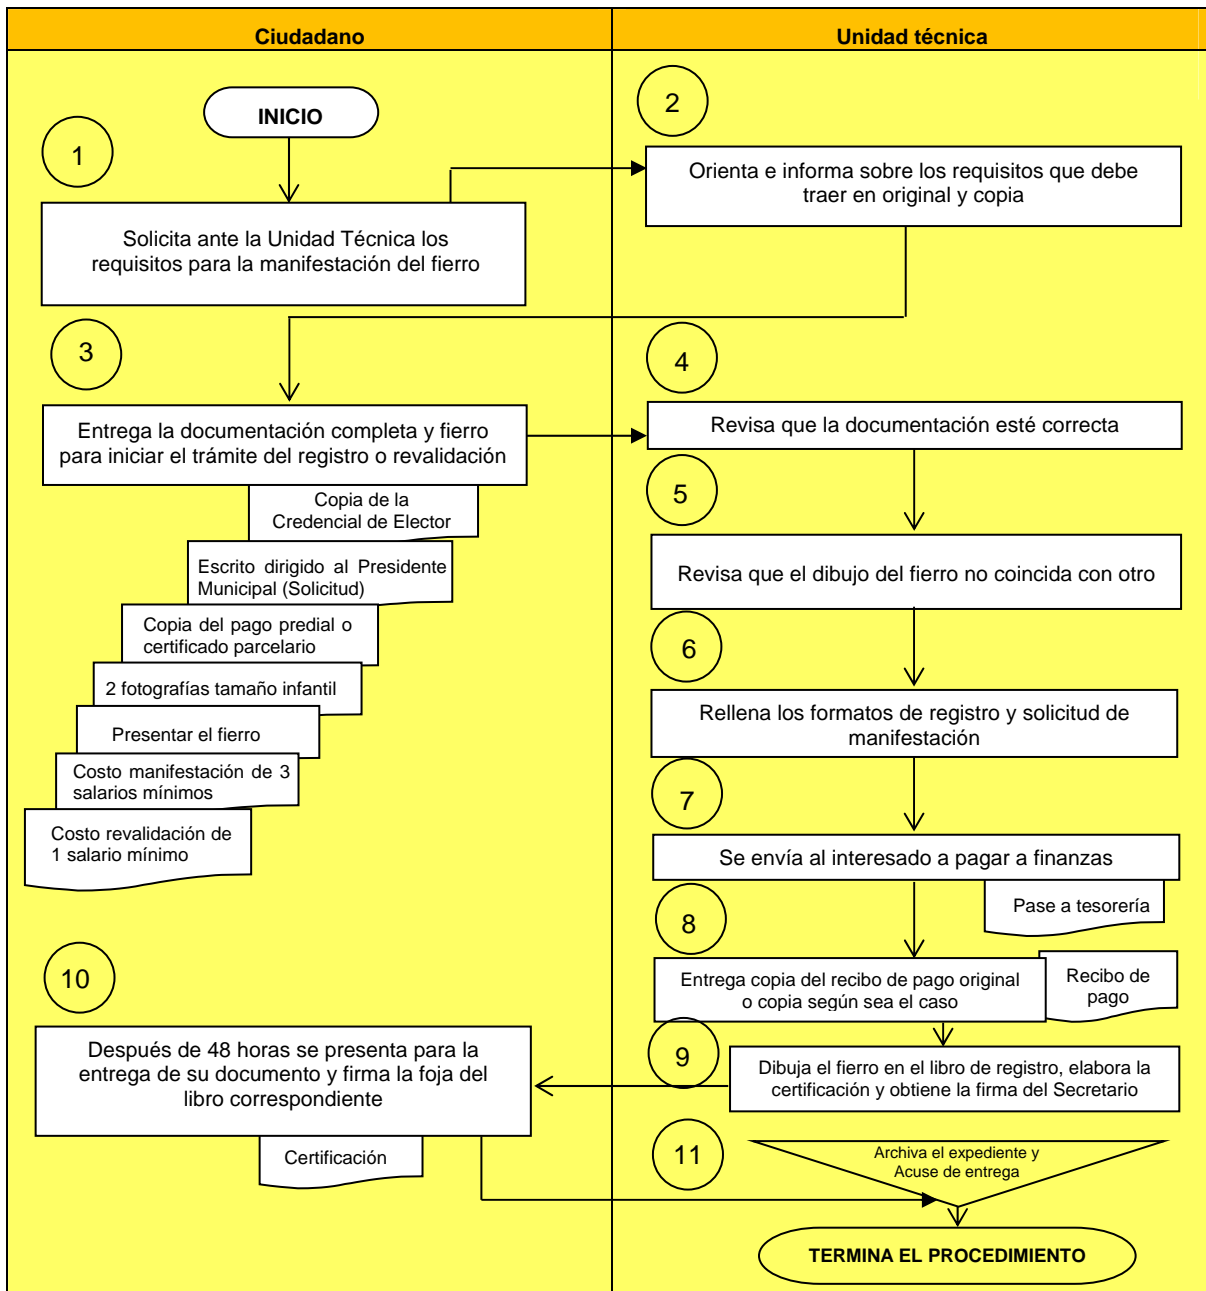 Ciudadano
Unidad técnica
INICIO
1
Solicita ante la Unidad Técnica los
requisitos para la manifestación del fierro
2
Orienta e informa sobre los requisitos que debe
traer en original y copia
3
Entrega la documentación completa y fierro
para iniciar el trámite del registro o revalidación
Copia de la
Credencial de Elector
Escrito dirigido al Presidente
Municipal (Solicitud)
Copia del pago predial o
certificado parcelario
2 fotografías tamaño infantil
Presentar el fierro
Costo manifestación de 3
salarios mínimos
Costo revalidación de
1 salario mínimo
4
Revisa que la documentación esté correcta
5
Revisa que el dibujo del fierro no coincida con otro
6
Rellena los formatos de registro y solicitud de
manifestación
7
Se envía al interesado a pagar a finanzas
Pase a tesorería
8
Entrega copia del recibo de pago original
o copia según sea el caso
Recibo de
pago
9
Dibuja el fierro en el libro de registro, elabora la
certificación y obtiene la firma del Secretario
10
Después de 48 horas se presenta para la
entrega de su documento y firma la foja del
libro correspondiente
Certificación
11
Archiva el expediente y
Acuse de entrega
TERMINA EL PROCEDIMIENTO